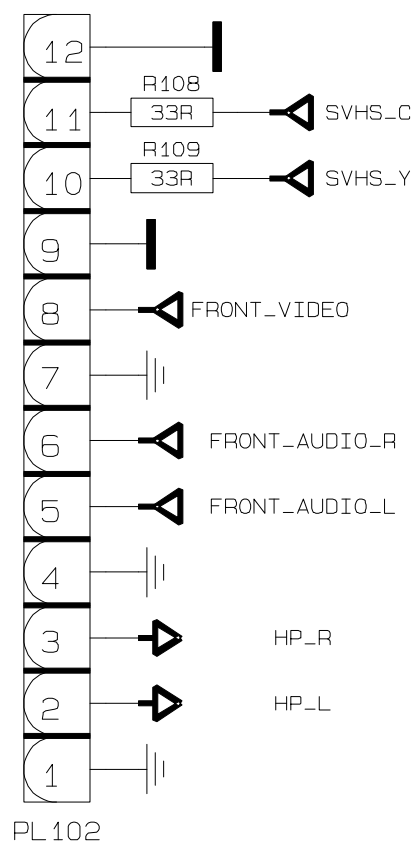 12
R108
11 33R SVHS_C
R109
10 33R SVHS_Y
9
8 FRONT_VIDEO
7
6 FRONT_AUDIO_R
5 FRONT_AUDIO_L
4
3 HP_R
2 HP_L
1
PL102